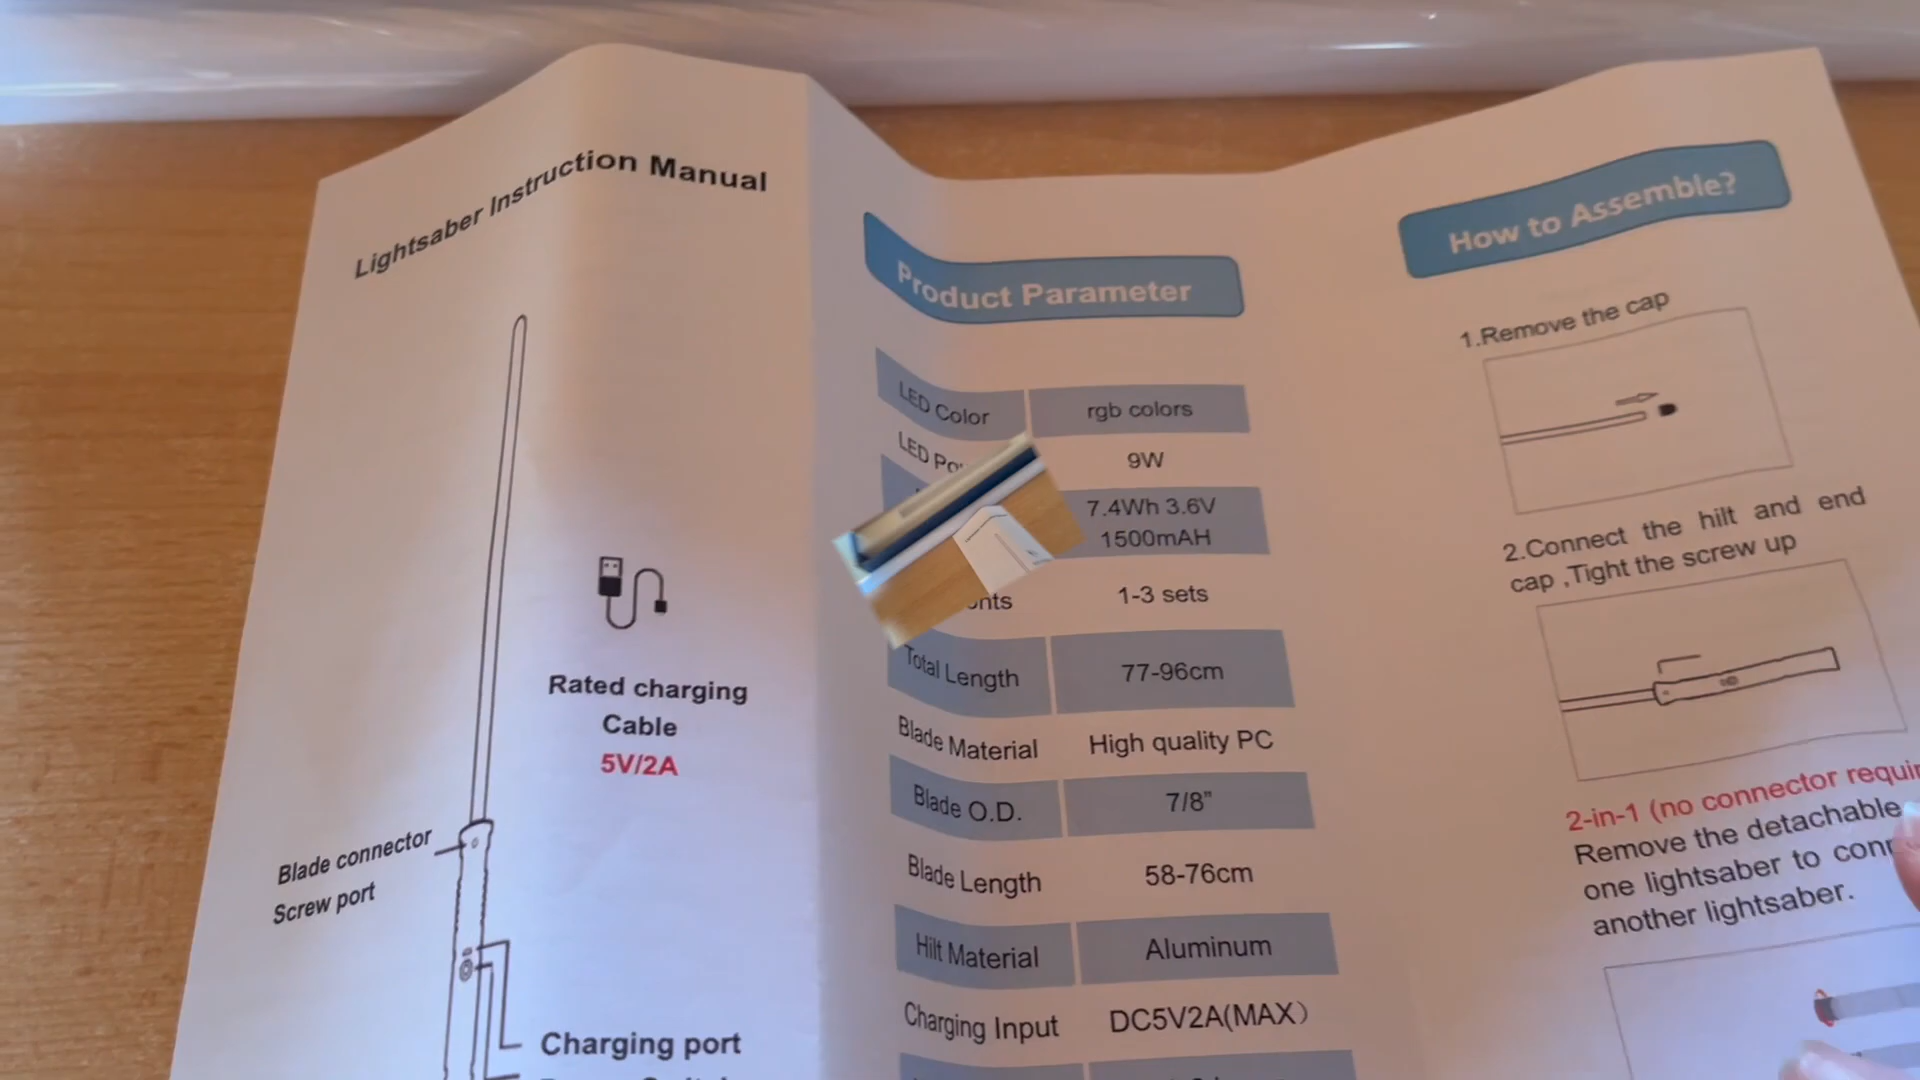 Lightsaber Instruction Manual
Rated charging
Cable
5V/2A
Blade connector
Screw port
Charging port
Product Parameter
LED Color rgb colors
LED 9W
7.4Wh 3.6V
1500mAH
1-3 sets
Total Length 77-96cm
Blade Material High quality PC
Blade O.D. 7/8"
Blade Length 58-76cm
Hilt Material Aluminum
Charging Input DC5V2A(MAX)
How to Assemble?
1.Remove the cap
2.Connect the hilt and end
cap ,Tight the screw up
2-in-1 (no connector
Remove the detachable
one lightsaber to
another lightsaber.